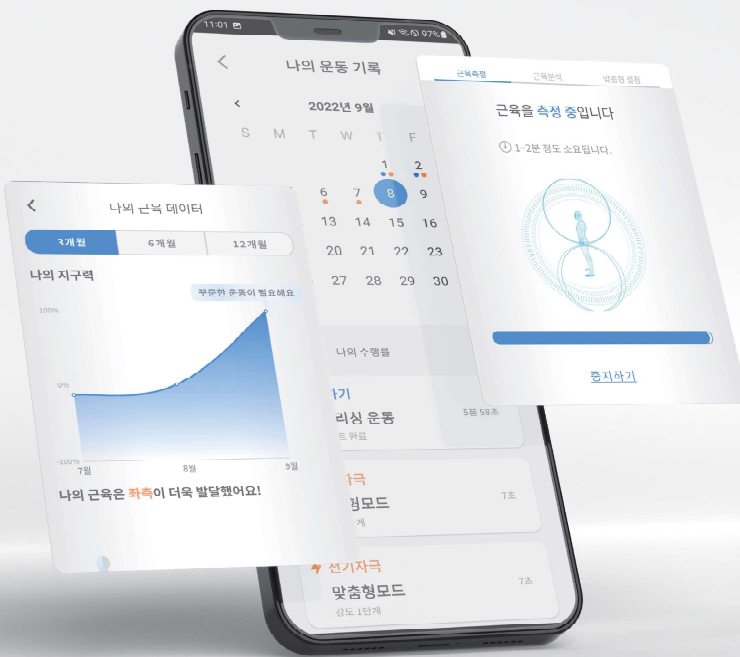 11:01
07%
나의 운동 기록
2022년 9월
S M T W T F
1 2
6 7 8 9
13 14 15 16
20 21 22 23
27 28 29 30
나의 수행률
하기
리싱 운동
5분 58초
트 완료
자극
형모드
7초
계
전기자극
맞춤형모드
7초
강도 1단계
나의 근육 데이터
3개월 6개월 12개월
나의 지구력
꾸준한 운동이 필요해요
100%
0%
-100%
7월 8월 9월
나의 근육은 좌측이 더욱 발달했어요!
근육측정 근육분석 맞춤형 설정
근육을 측정 중입니다
1-2분 정도 소요됩니다.
중지하기